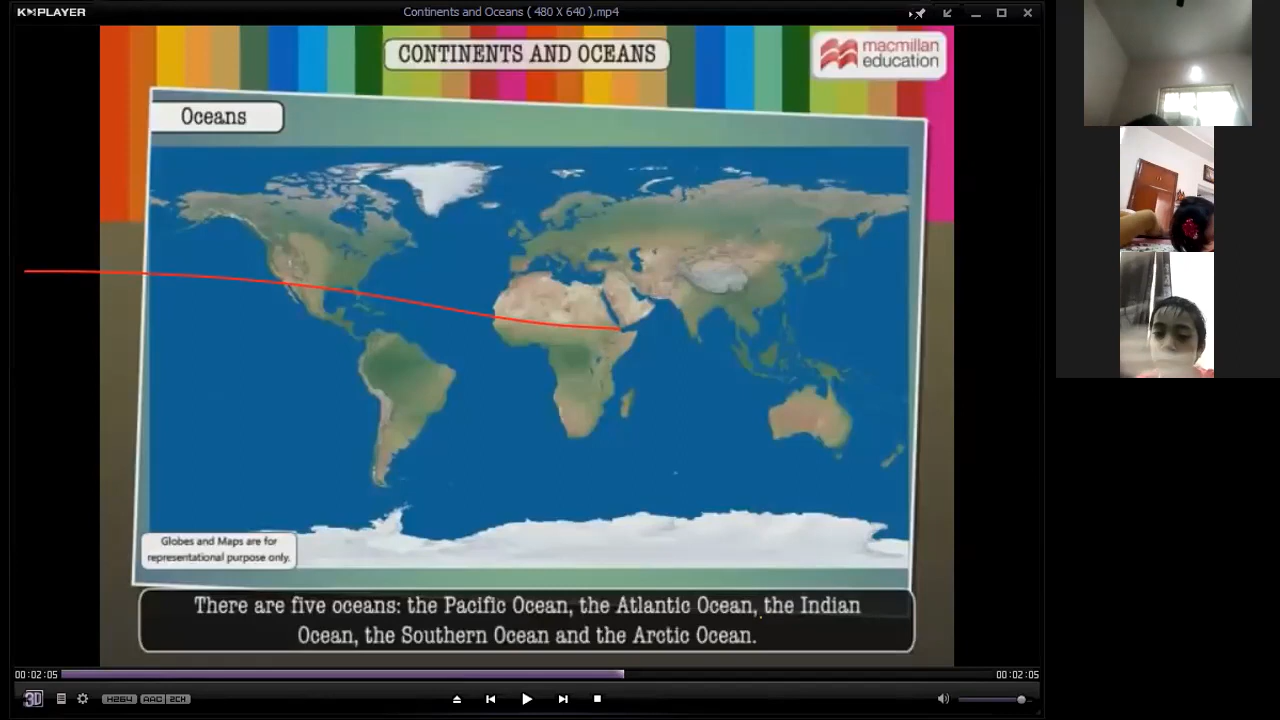 KMPLAYER
Continents and Oceans ( 480 X 640 ).mp4
CONTINENTS AND OCEANS
macmillan
education
Oceans
Globes and Maps are for
representational purpose only.
There are five oceans: the Pacific Ocean, the Atlantic Ocean, the Indian
Ocean, the Southern Ocean and the Arctic Ocean.
00:02:05
00:02:05
3D
H264 AAC 2CH